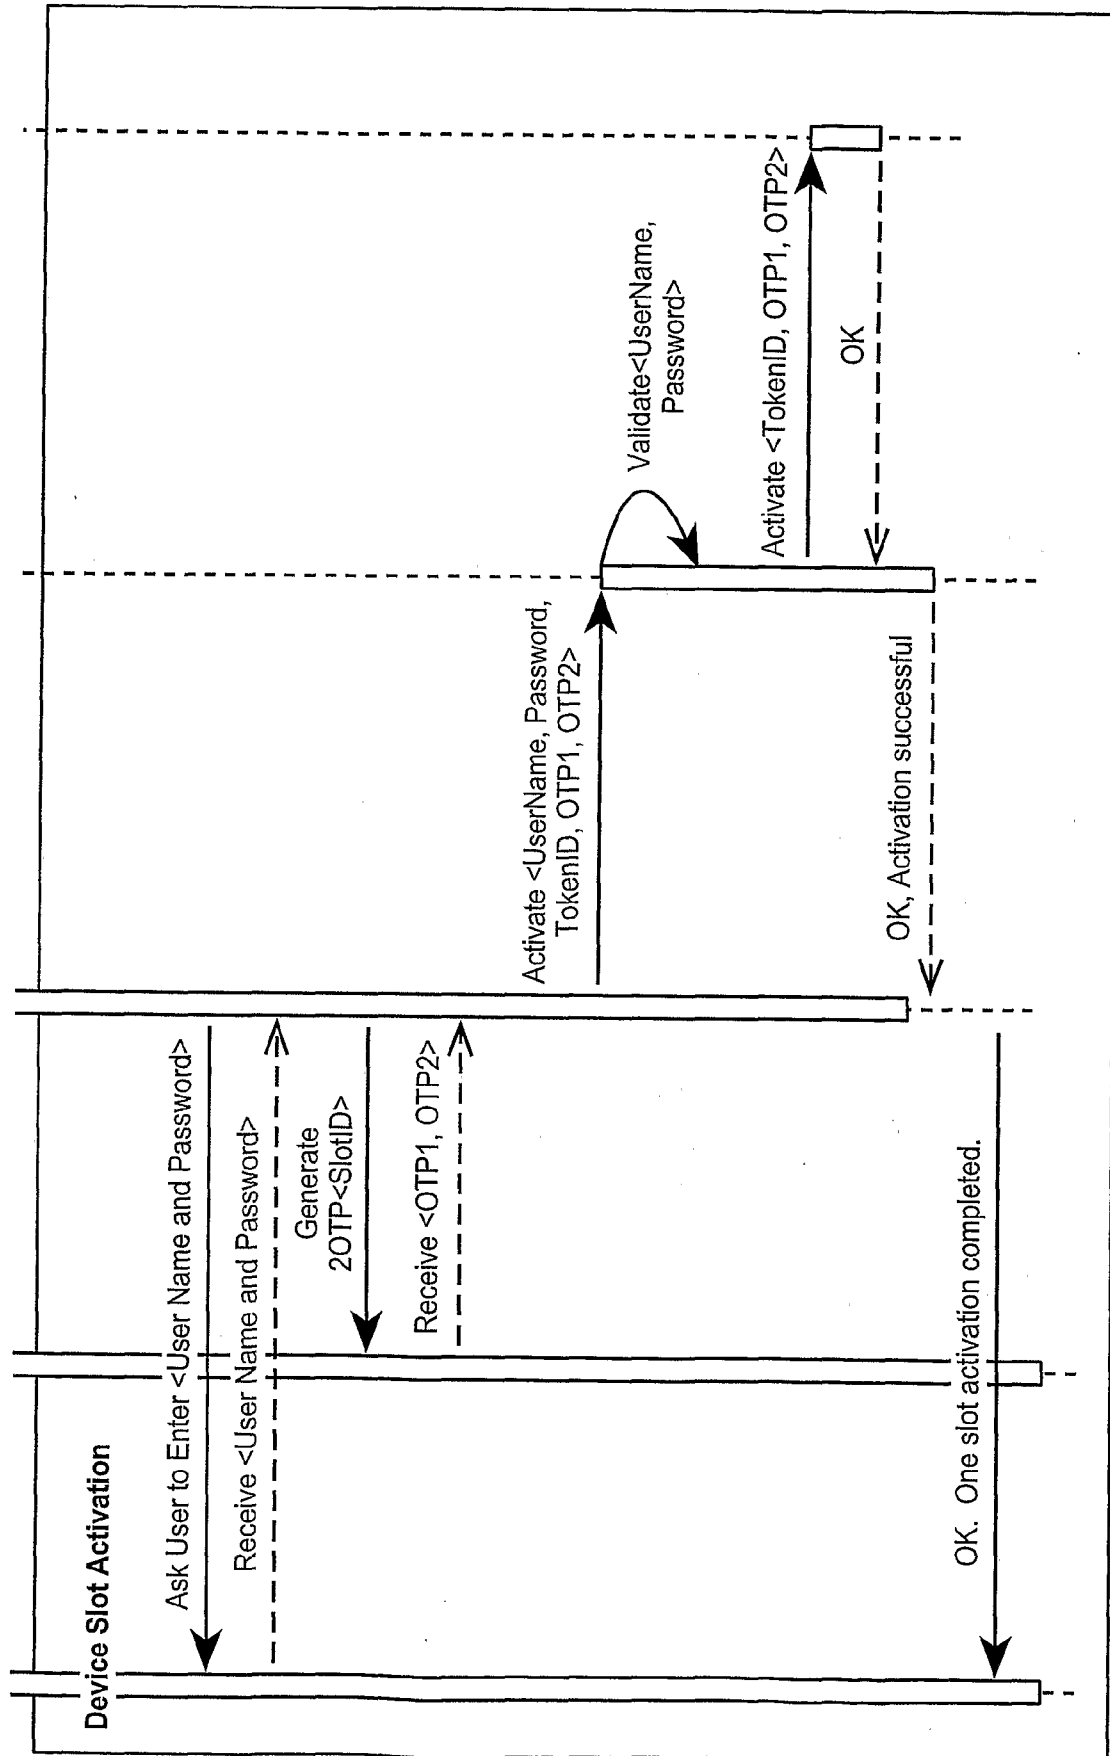 Device Slot Activation
Ask User to Enter <User Name and Password>
Receive <User Name and Password>
Generate
2OTP<SlotID>
Receive <OTP1, OTP2>
Activate <UserName, Password,
TokenID, OTP1, OTP2>
Validate<UserName,
Password>
Activate <TokenID, OTP1, OTP2>
OK
OK, Activation successful
OK. One slot activation completed.